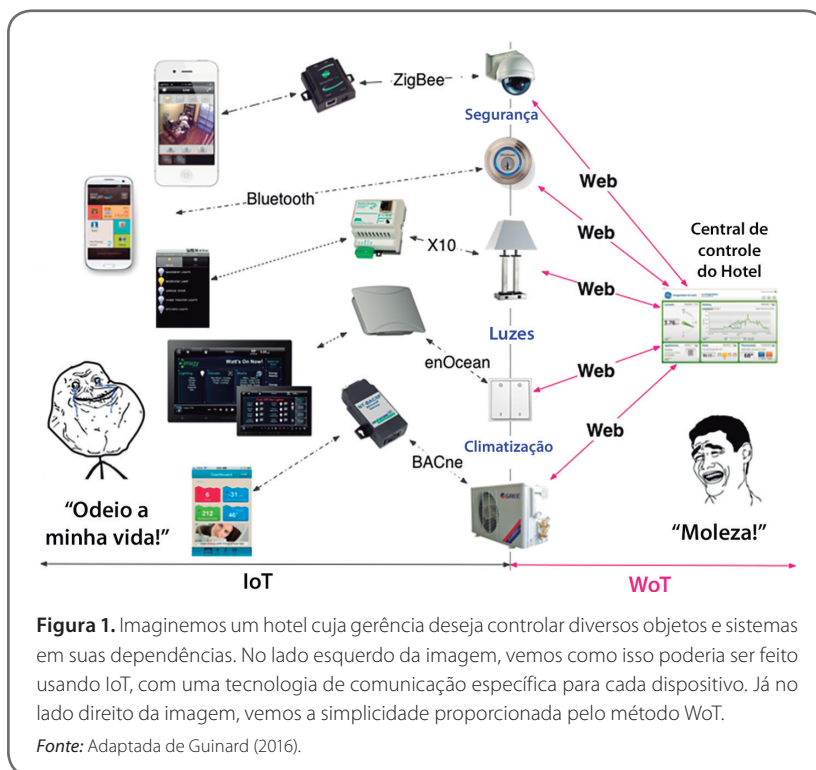 ZigBee
Segurança
Bluetooth
Web
Web
X10
Central de
controle
do Hotel
Web
Luzes
enOcean
Web
Climatização
Web
BACne
"Odeio a
minha vida!"
"Moleza!"
IoT
WoT
Figura 1. Imaginemos um hotel cuja gerência deseja controlar diversos objetos e sistemas
em suas dependências. No lado esquerdo da imagem, vemos como isso poderia ser feito
usando IoT, com uma tecnologia de comunicação específica para cada dispositivo. Já no
lado direito da imagem, vemos a simplicidade proporcionada pelo método WoT.
Fonte: Adaptada de Guinard (2016).
What's On Now!
GREE